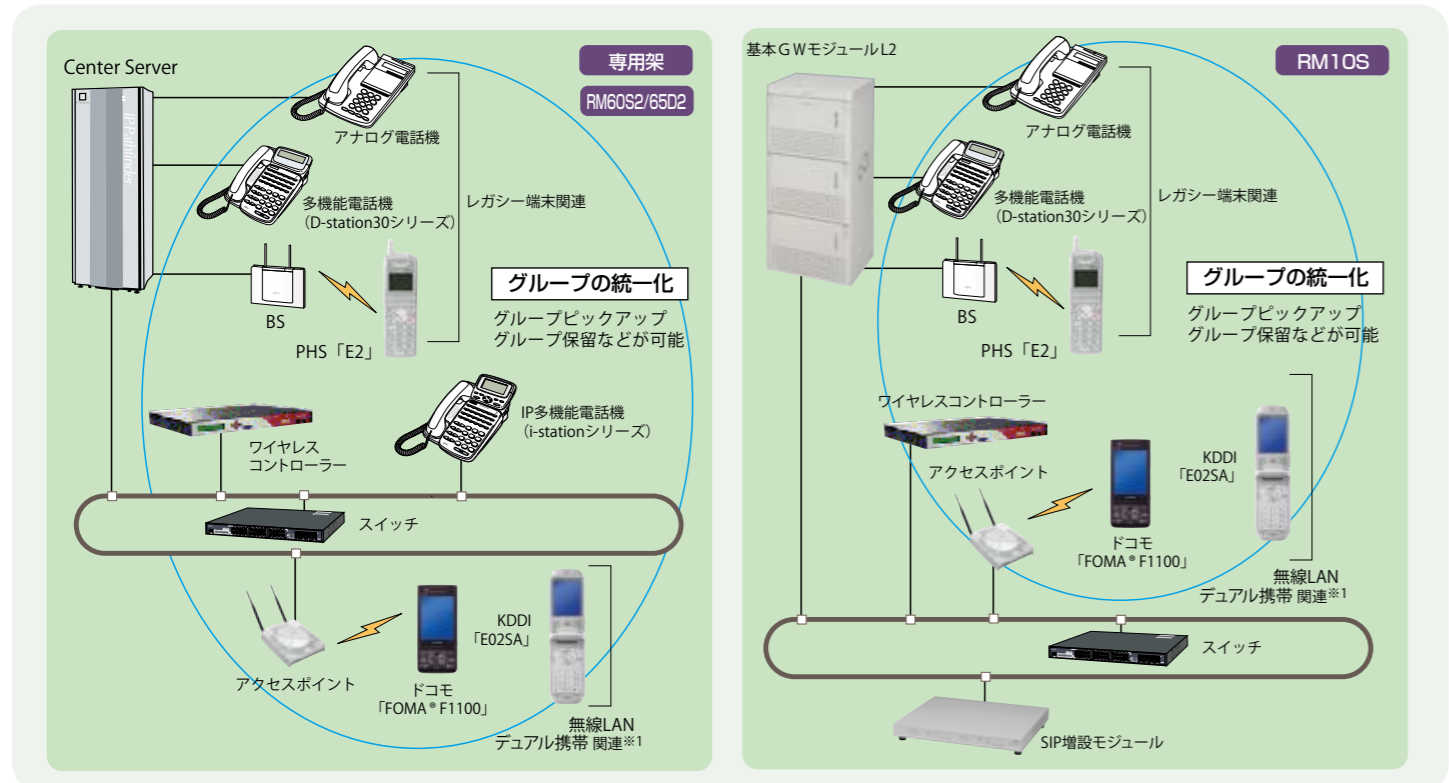 Center Server
専用架
RM60S2/65D2
IP Pathfinder
アナログ電話機
多機能電話機
（D-station30シリーズ）
レガシー端末関連
BS
PHS「E2」
グループの統一化
グループピックアップ
グループ保留などが可能
IP多機能電話機
（i-stationシリーズ）
ワイヤレス
コントローラー
スイッチ
アクセスポイント
ドコモ
「FOMA®F1100」
KDDI
「E02SA」
無線LAN
デュアル携帯 関連※1
基本GWモジュールL2
RM10S
アナログ電話機
多機能電話機
（D-station30シリーズ）
レガシー端末関連
BS
PHS「E2」
グループの統一化
グループピックアップ
グループ保留などが可能
ワイヤレスコントローラー
アクセスポイント
ドコモ
「FOMA®F1100」
KDDI
「E02SA」
無線LAN
デュアル携帯 関連※1
スイッチ
SIP増設モジュール